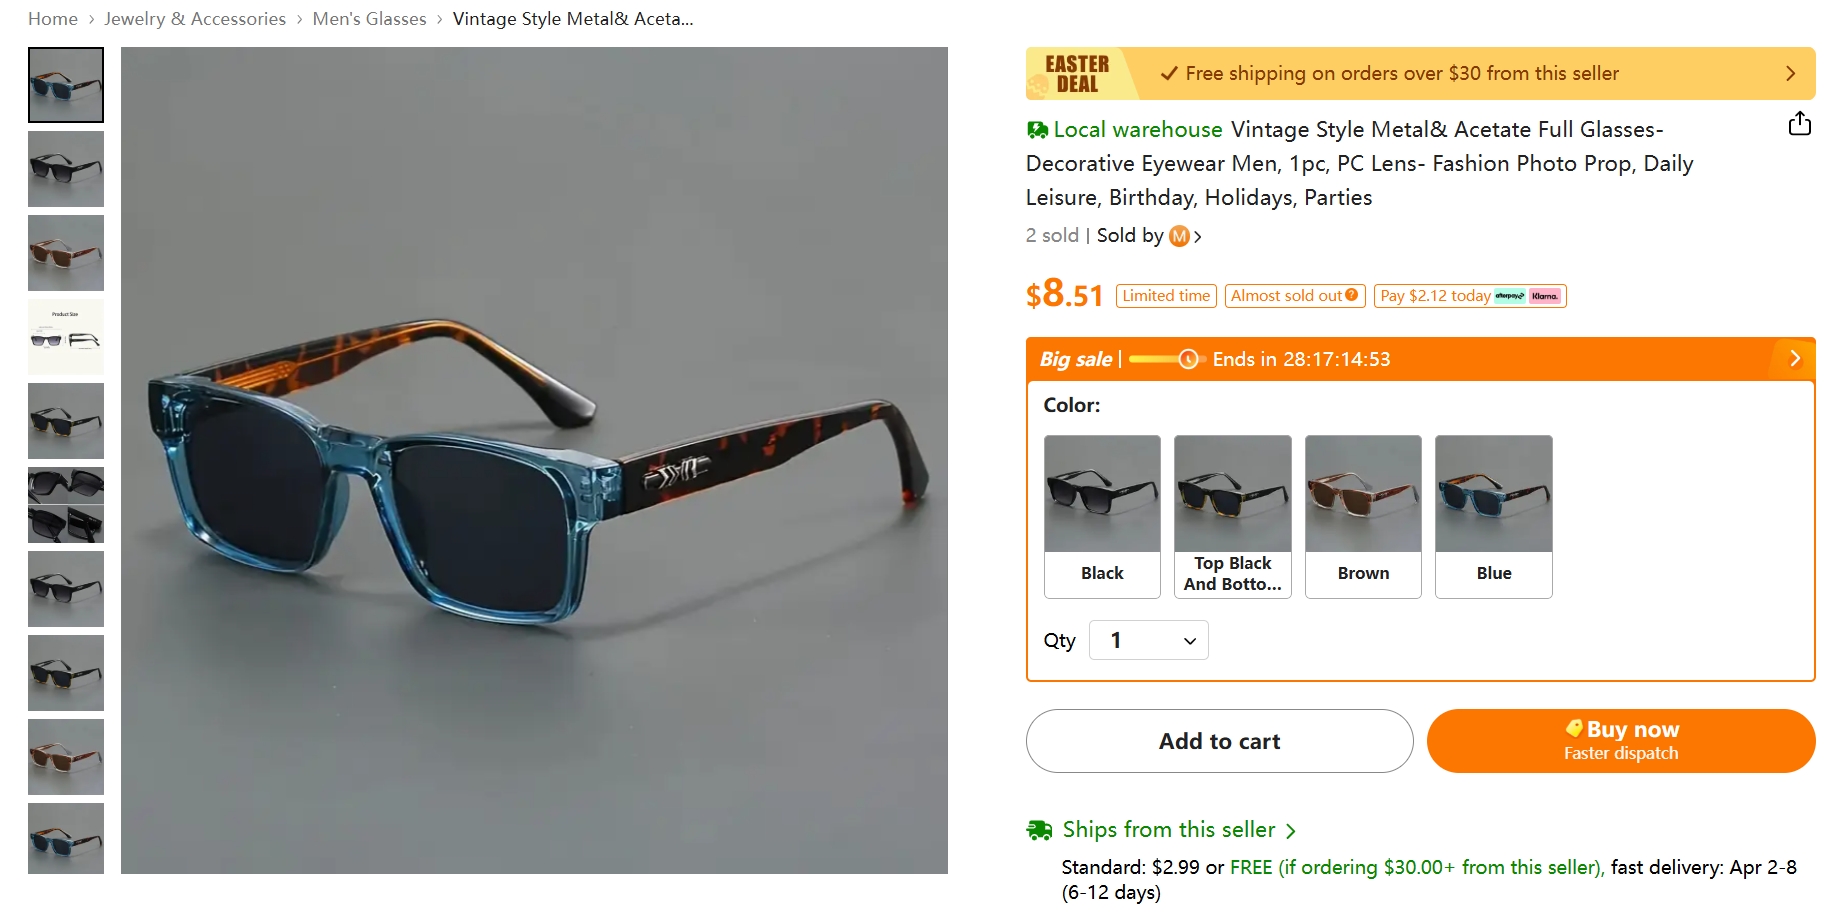 Home › Jewelry & Accessories › Men's Glasses › Vintage Style Metal& Aceta...
Product Size
EASTER
DEAL
Free shipping on orders over $30 from this seller
Local warehouse Vintage Style Metal& Acetate Full Glasses-
Decorative Eyewear Men, 1pc, PC Lens- Fashion Photo Prop, Daily
Leisure, Birthday, Holidays, Parties
2 sold | Sold by M
$8.51 Limited time Almost sold out ? Pay $2.12 today afterpay Klarna.
Big sale | Ends in 28:17:14:53
Color:
Black
Top Black
And Botto...
Brown
Blue
Qty 1
Add to cart
Buy now
Faster dispatch
Ships from this seller
Standard: $2.99 or FREE (if ordering $30.00+ from this seller), fast delivery: Apr 2-8
(6-12 days)